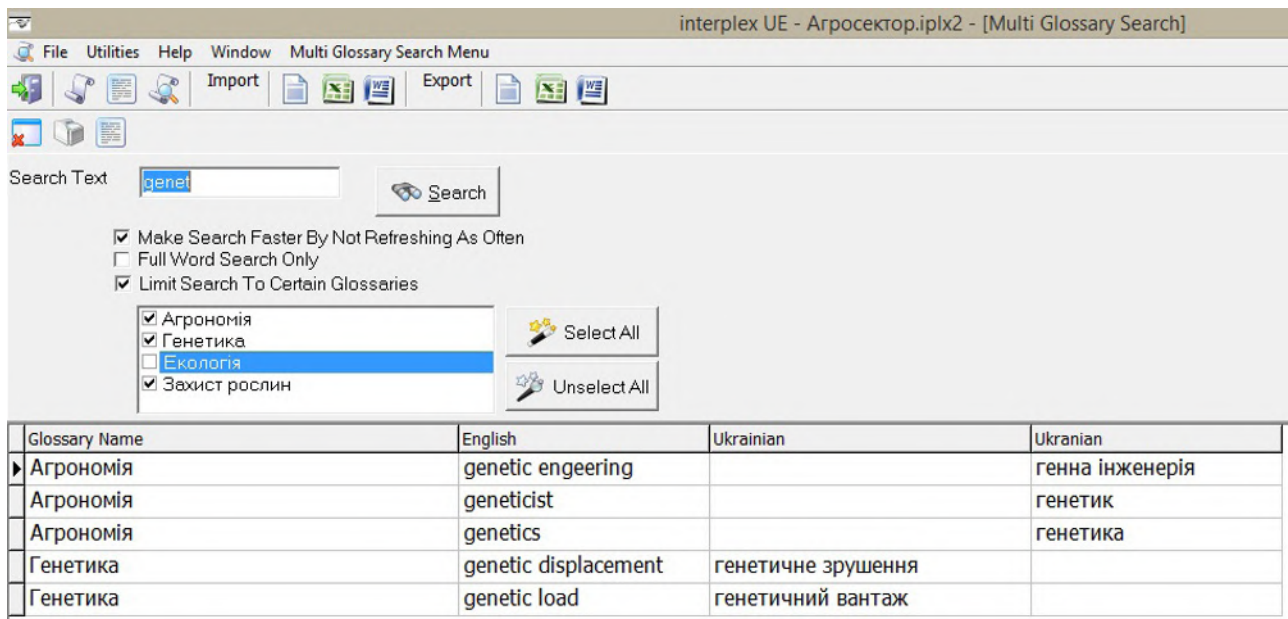 interplex UE - Агросектор.iplx2 - [Multi Glossary Search]
File Utilities Help Window Multi Glossary Search Menu
Import Export
Search Text genet Search
Make Search Faster By Not Refreshing As Often
Full Word Search Only
Limit Search To Certain Glossaries
Агрономія
Генетика
Екологія
Захист рослин
Select All
Unselect All
Glossary Name English Ukrainian Ukranian
Агрономія genetic engeering генна інженерія
Агрономія geneticist генетик
Агрономія genetics генетика
Генетика genetic displacement генетичне зрушення
Генетика genetic load генетичний вантаж